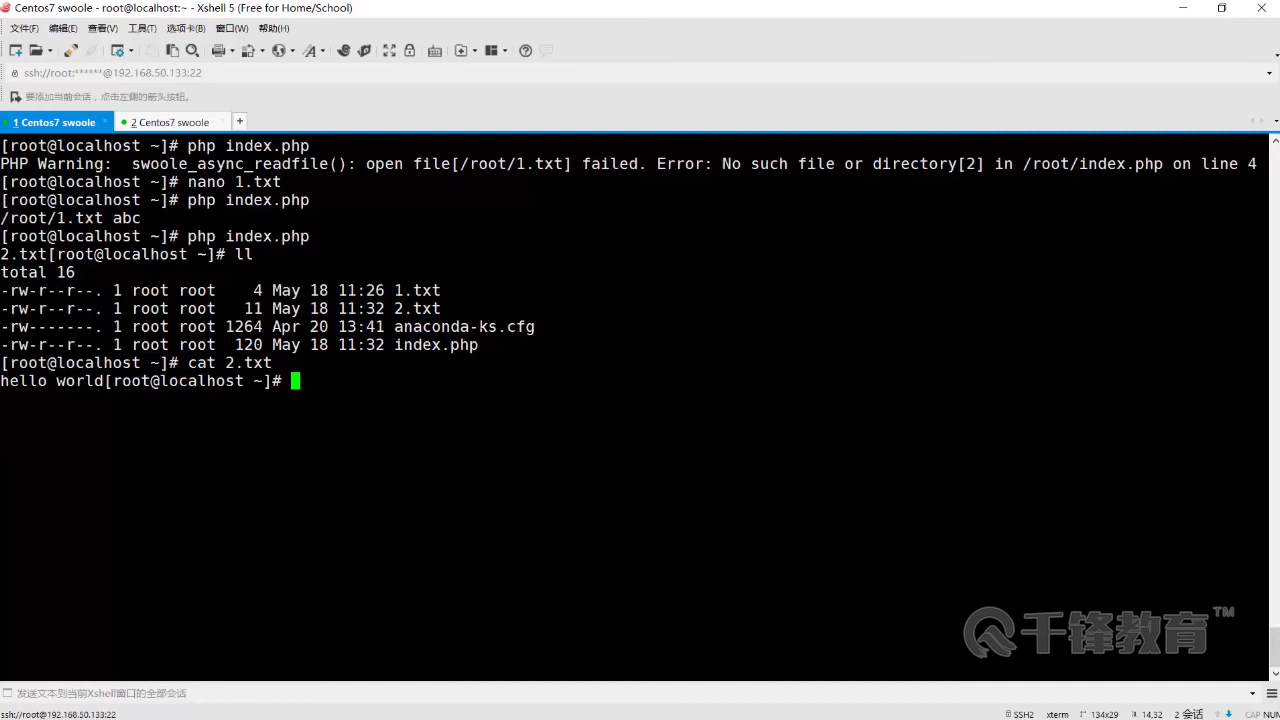 Centos7 swoole - root@localhost:~ - Xshell 5 (Free for Home/School)
文件(F) 编辑(E) 查看(V) 工具(T) 选项卡(B) 窗口(W) 帮助(H)
ssh://root:******@192.168.50.133:22
要添加当前会话，点击左侧的箭头按钮。
1 Centos7 swoole × 2 Centos7 swoole × +
[root@localhost ~]# php index.php
PHP Warning:  swoole_async_readfile(): open file[/root/1.txt] failed. Error: No such file or directory[2] in /root/index.php on line 4
[root@localhost ~]# nano 1.txt
[root@localhost ~]# php index.php
/root/1.txt abc
[root@localhost ~]# php index.php
2.txt[root@localhost ~]# ll
total 16
-rw-r--r--. 1 root root    4 May 18 11:26 1.txt
-rw-r--r--. 1 root root   11 May 18 11:32 2.txt
-rw-------. 1 root root 1264 Apr 20 13:41 anaconda-ks.cfg
-rw-r--r--. 1 root root  120 May 18 11:32 index.php
[root@localhost ~]# cat 2.txt
hello world[root@localhost ~]#
千锋教育™
发送文本到当前Xshell窗口的全部会话
ssh://root@192.168.50.133:22 SSH2 xterm 134x29 14,32 2 会话 CAP NUM